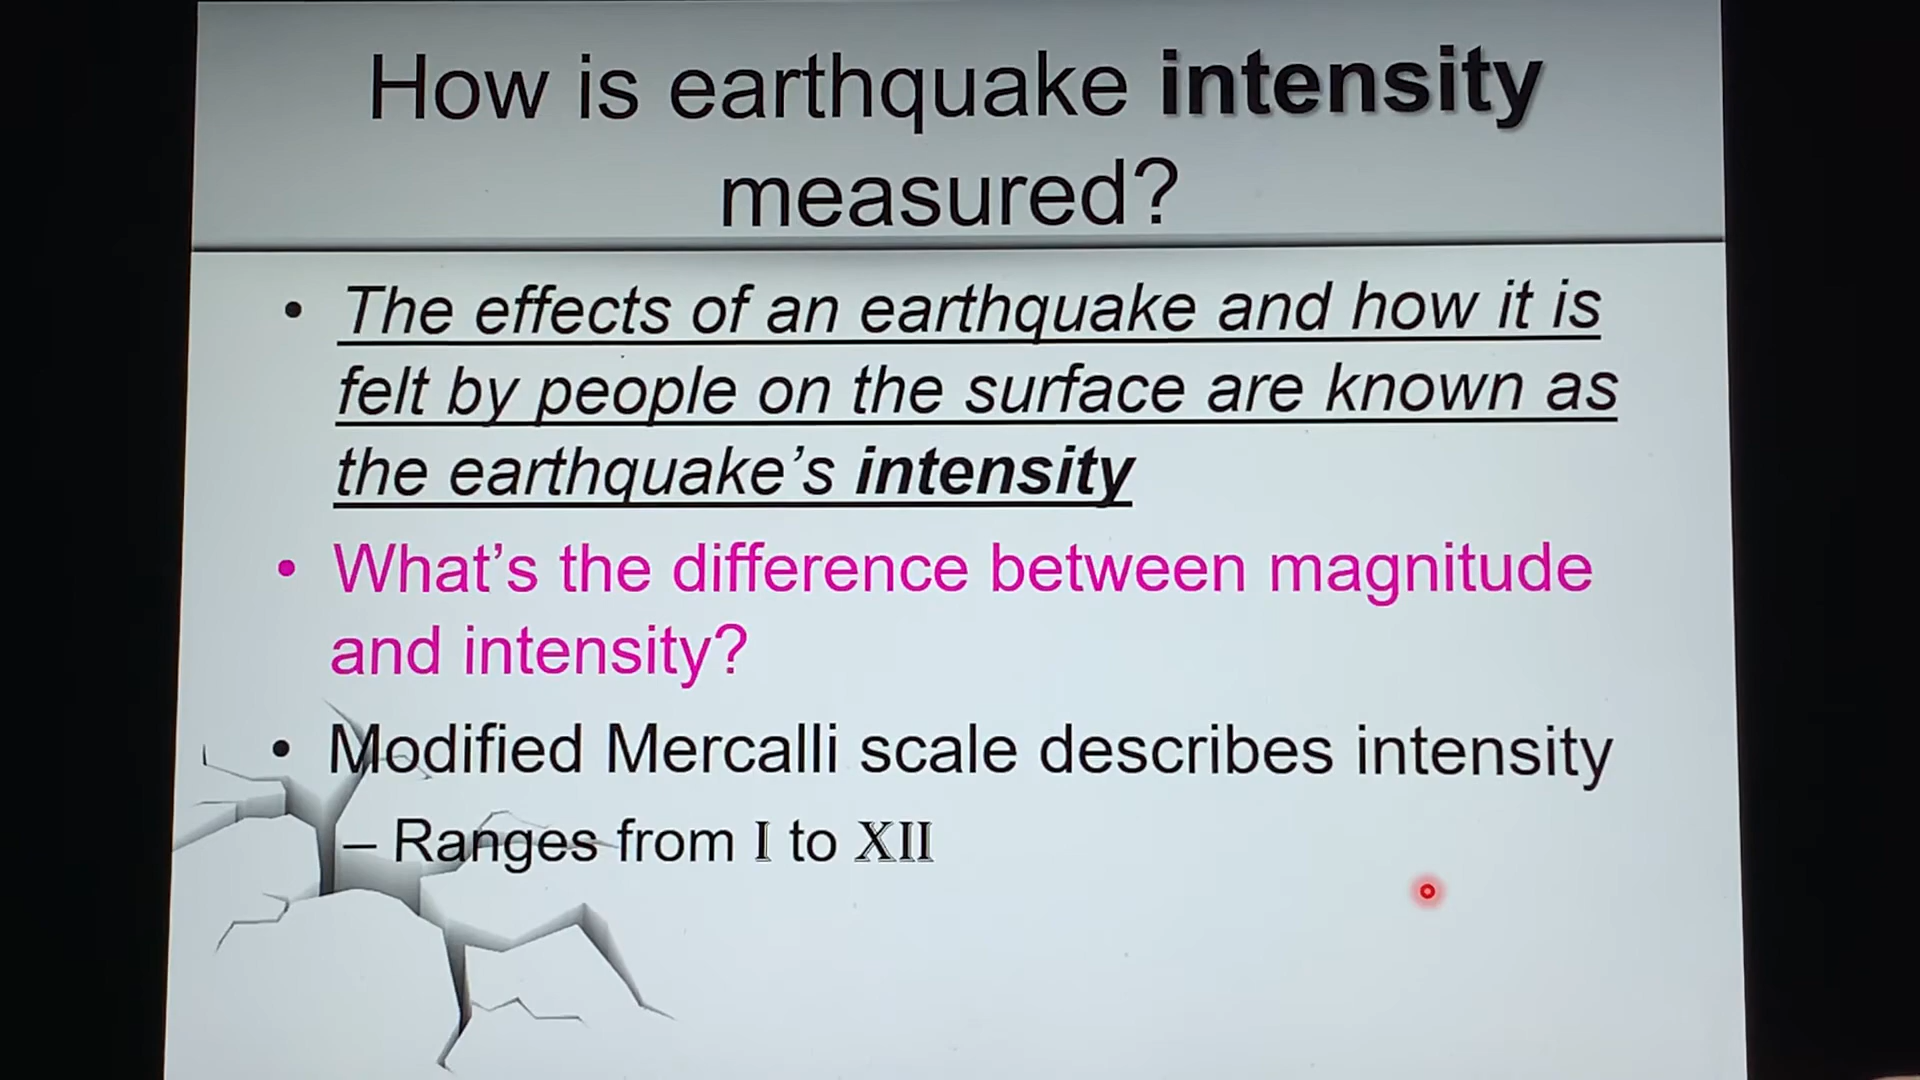 How is earthquake intensity
measured?
• The effects of an earthquake and how it is
felt by people on the surface are known as
the earthquake’s intensity
• What’s the difference between magnitude
and intensity?
• Modified Mercalli scale describes intensity
– Ranges from I to XII